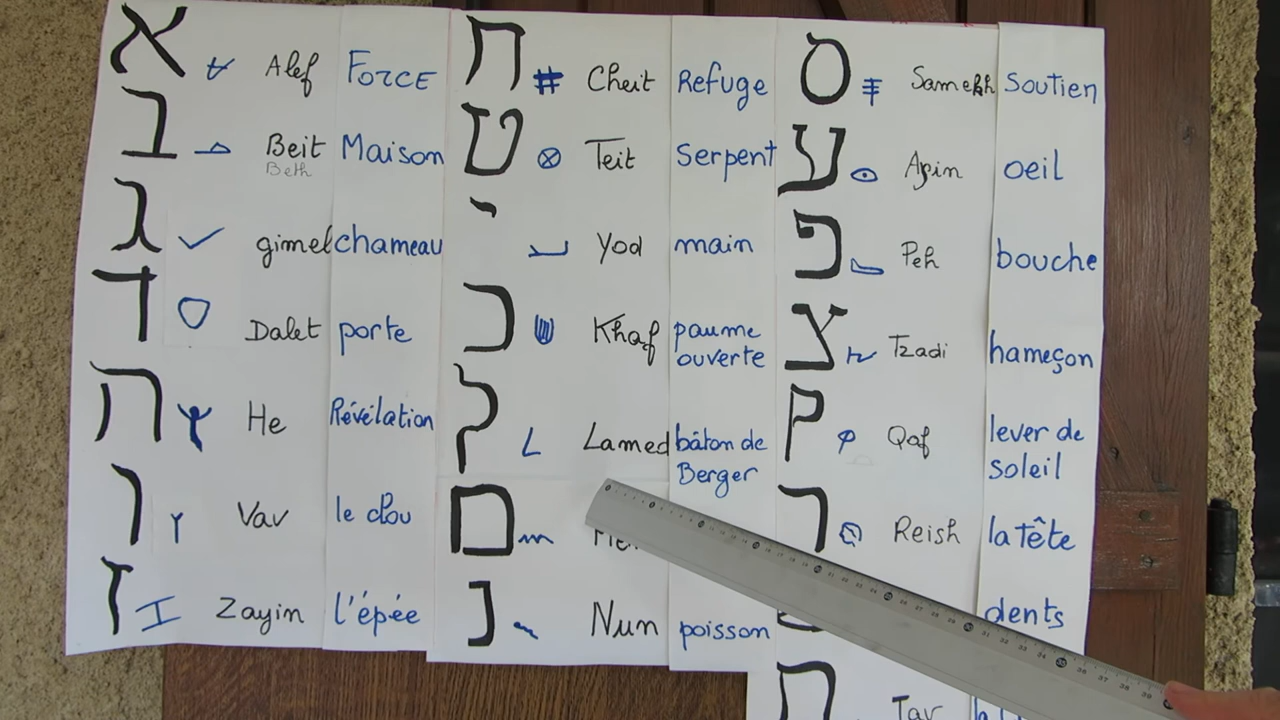 א Alef FORCE
ב Beit Maison
Beth
ג gimel chameau
ד Dalet porte
ה He Révélation
ו Vav le clou
ז Zayin l'épée
ח Cheit Refuge
ט Teit Serpent
י Yod main
כ Khaf paume
ouverte
ל Lamed bâton de
Berger
ם
נ Nun poisson
ס Samekh soutien
ע Ayin oeil
פ Peh bouche
צ Tzadi hameçon
ק Qof lever de
soleil
ר Reish la Tête
dents
ת Tav